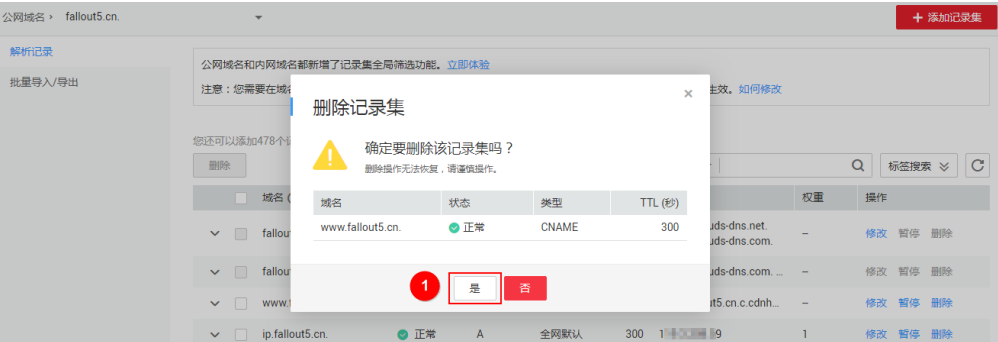 公网域名 › fallout5.cn.
+ 添加记录集
解析记录
批量导入/导出
公网域名和内网域名都新增了记录集全局筛选功能。立即体验
注意：您需要在域名 生效。如何修改
您还可以添加478个
删除
标签搜索
域名 ( 权重 操作
删除记录集
×
确定要删除该记录集吗？
删除操作无法恢复，请谨慎操作。
域名 状态 类型 TTL (秒)
www.fallout5.cn. 正常 CNAME 300
1 是 否
fallou uds-dns.net. -- 修改 暂停 删除
uds-dns.com.
fallou uds-dns.com. ... -- 修改 暂停 删除
www.f t5.cn.c.cdnh... -- 修改 暂停 删除
ip.fallout5.cn. 正常 A 全网默认 300 1 9 1 修改 暂停 删除